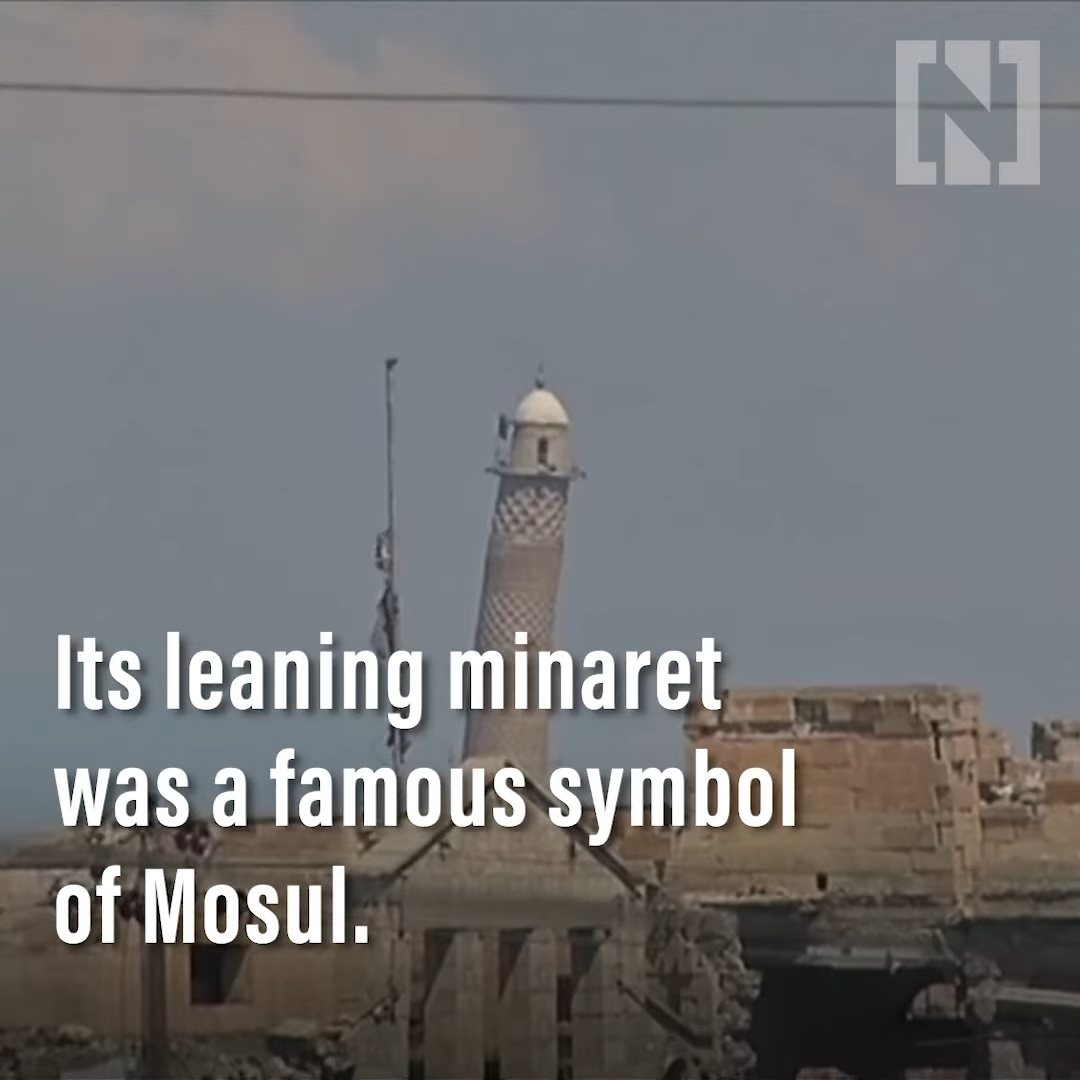 [N]
Its leaning minaret
was a famous symbol
of Mosul.